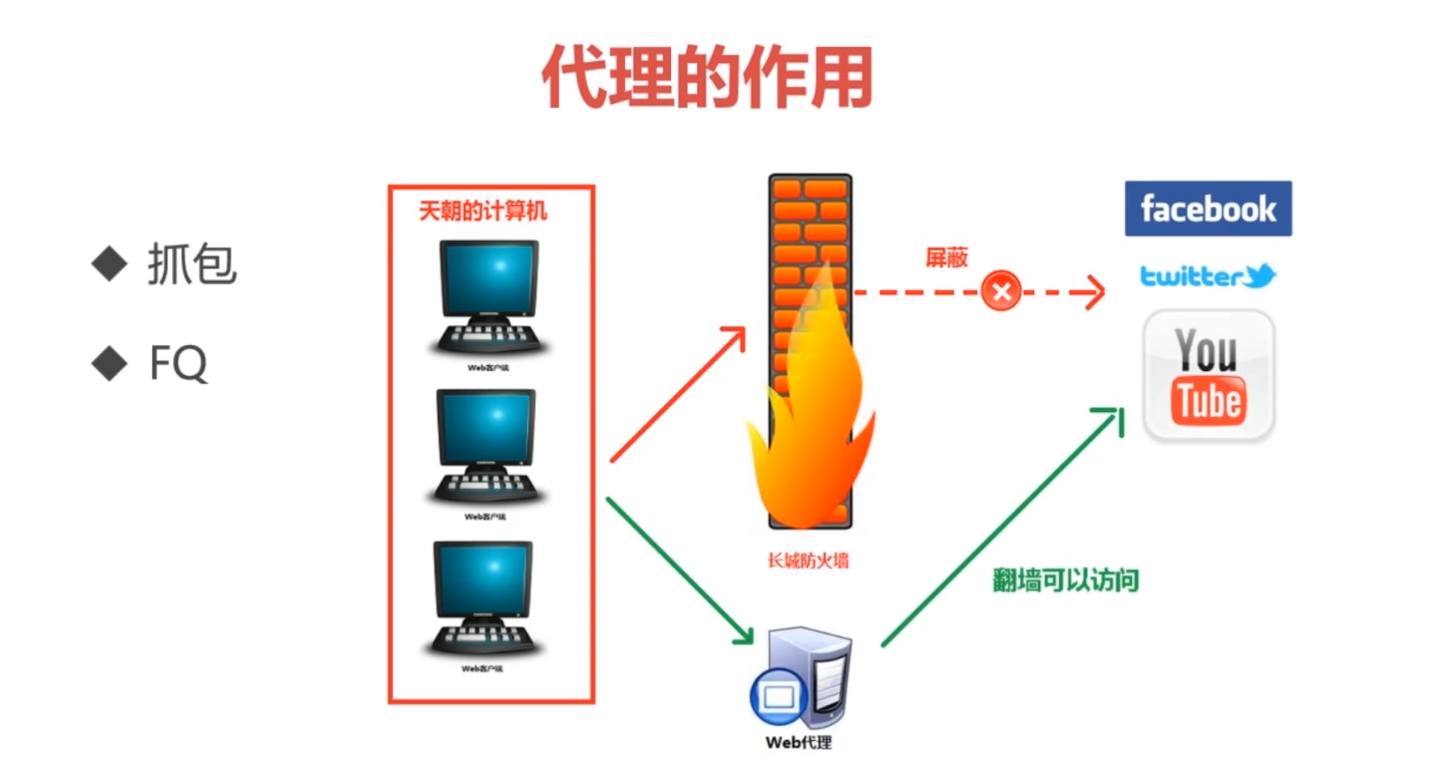 代理的作用
抓包
FQ
天朝的计算机
Web客户端
Web客户端
Web客户端
长城防火墙
Web代理
屏蔽
翻墙可以访问
facebook
twitter
You
Tube